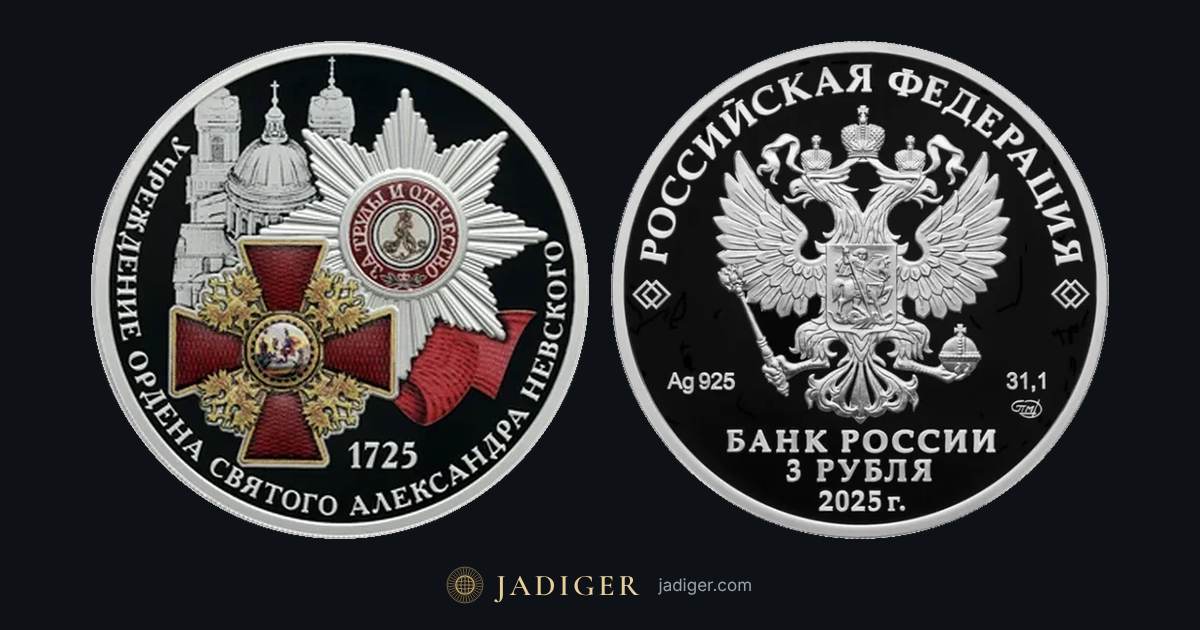 УЧРЕЖДЕНИЕ ОРДЕНА СВЯТОГО АЛЕКСАНДРА НЕВСКОГО
ЗА ТРУДЫ И ОТЕЧЕСТВО
1725
РОССИЙСКАЯ ФЕДЕРАЦИЯ
Ag 925
31,1
СПМД
БАНК РОССИИ
3 РУБЛЯ
2025 г.
JADIGER
jadiger.com